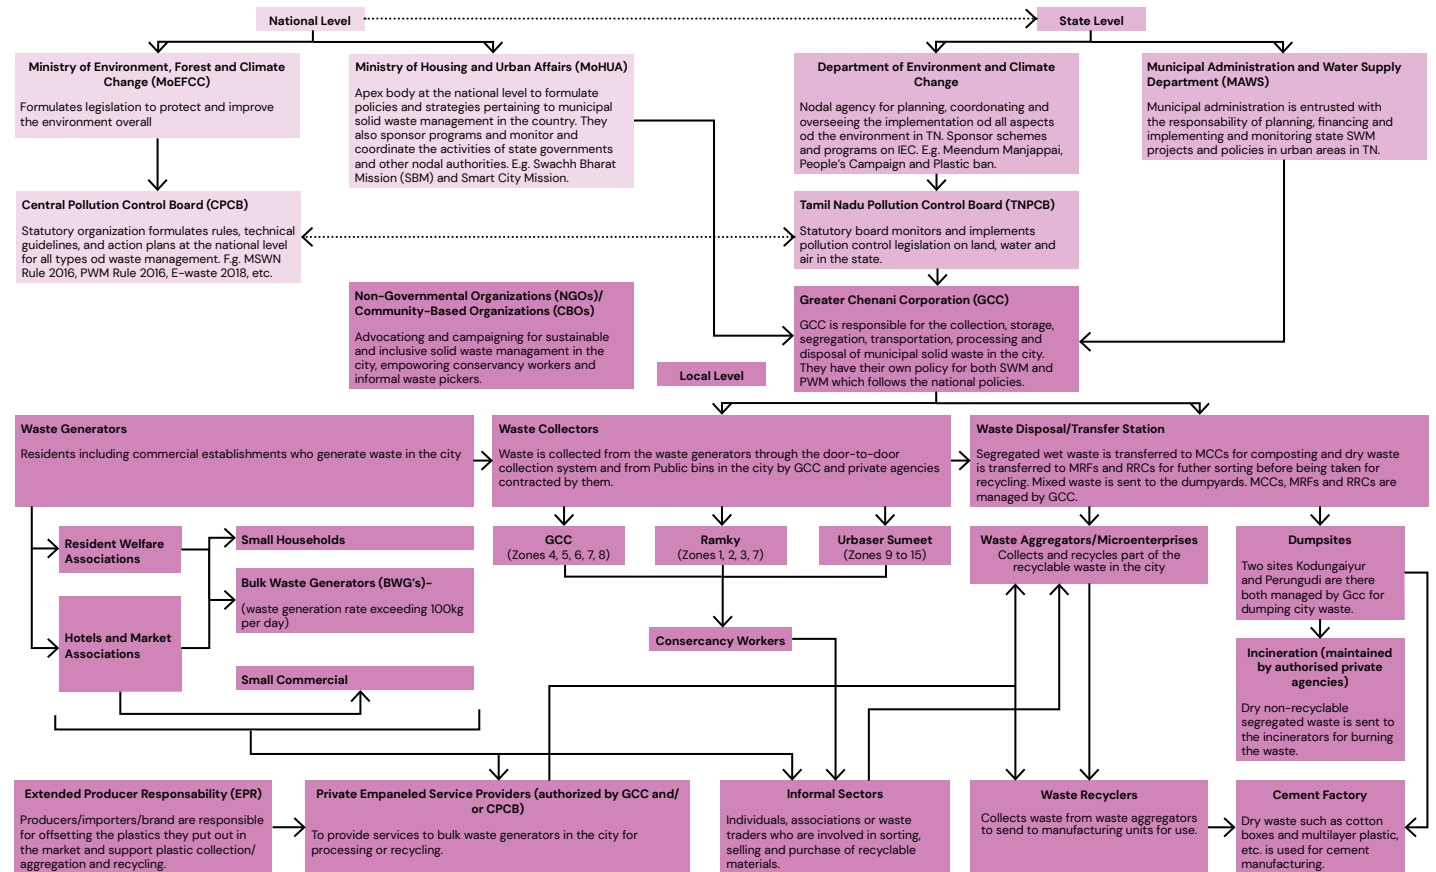 National Level
State Level
Ministry of Environment, Forest and Climate
Change (MoEFCC)
Formulates legislation to protect and improve
the environment overall
Ministry of Housing and Urban Affairs (MoHUA)
Apex body at the national level to formulate
policies and strategies pertaining to municipal
solid waste management in the country. They
also sponsor programs and monitor and
coordinate the activities of state governments
and other nodal authorities. E.g. Swachh Bharat
Mission (SBM) and Smart City Mission.
Department of Environment and Climate
Change
Nodal agency for planning, coordonating and
overseeing the implementation od all aspects
od the environment in TN. Sponsor schemes
and programs on IEC. E.g. Meendum Manjappai,
People's Campaign and Plastic ban.
Municipal Administration and Water Supply
Department (MAWS)
Municipal administration is entrusted with
the responsability of planning, financing and
implementing and monitoring state SWM
projects and policies in urban areas in TN.
Central Pollution Control Board (CPCB)
Statutory organization formulates rules, technical
guidelines, and action plans at the national level
for all types od waste management. F.g. MSWN
Rule 2016, PWM Rule 2016, E-waste 2018, etc.
Tamil Nadu Pollution Control Board (TNPCB)
Statutory board monitors and implements
pollution control legislation on land, water and
air in the state.
Non-Governmental Organizations (NGOs)/
Community-Based Organizations (CBOs)
Advocationg and campaigning for sustainable
and inclusive solid waste managament in the
city, empooring conservancy workers and
informal waste pickers.
Local Level
Greater Chenani Corporation (GCC)
GCC is responsible for the collection, storage,
segregation, transportation, processing and
disposal of municipal solid waste in the city.
They have their own policy for both SWM and
PWM which follows the national policies.
Waste Generators
Residents including commercial establishments who generate waste in the city
Waste Collectors
Waste is collected from the waste generators through the door-to-door
collection system and from Public bins in the city by GCC and private agencies
contracted by them.
Waste Disposal/Transfer Station
Segregated wet waste is transferred to MCCs for composting and dry waste
is transferred to MRFs and RRCs for futher sorting before being taken for
recycling. Mixed waste is sent to the dumpyards. MCCs, MRFs and RRCs are
managed by GCC.
Resident Welfare
Associations
Small Households
Bulk Waste Generators (BWG's)-
(waste generation rate exceeding 100kg
per day)
Hotels and Market
Associations
Small Commercial
GCC
(Zones 4, 5, 6, 7, 8)
Ramky
(Zones 1, 2, 3, 7)
Urbaser Sumeet
(Zones 9 to 15)
Consercancy Workers
Waste Aggregators/Microenterprises
Collects and recycles part of the
recyclable waste in the city
Dumpsites
Two sites Kodungaiyur
and Perungudi are there
both managed by Gcc for
dumping city waste.
Incineration (maintained
by authorised private
agencies)
Dry non-recyclable
segregated waste is sent to
the incinerators for burning
the waste.
Extended Producer Responsability (EPR)
Producers/importers/brand are responsible
for offsetting the plastics they put out in
the market and support plastic collection/
aggregation and recycling.
Private Empaneled Service Providers (authorized by GCC and/
or CPCB)
To provide services to bulk waste generators in the city for
processing or recycling.
Informal Sectors
Individuals, associations or waste
traders who are involved in sorting,
selling and purchase of recyclable
materials.
Waste Recyclers
Collects waste from waste aggregators
to send to manufacturing units for use.
Cement Factory
Dry waste such as cotton
boxes and multilayer plastic,
etc. is used for cement
manufacturing.